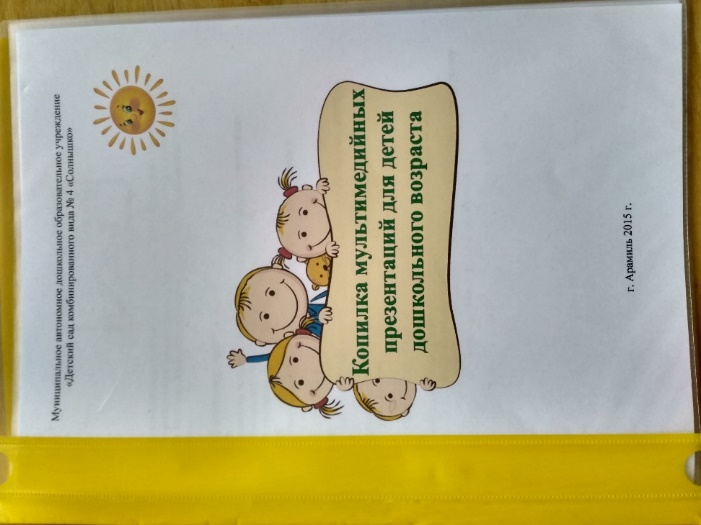 Муниципальное автономное дошкольное образовательное учреждение
«Детский сад комбинированного вида № 4 «Солнышко»
Копилка мультимедийных
презентаций для детей
дошкольного возраста
г. Арамиль 2015 г.